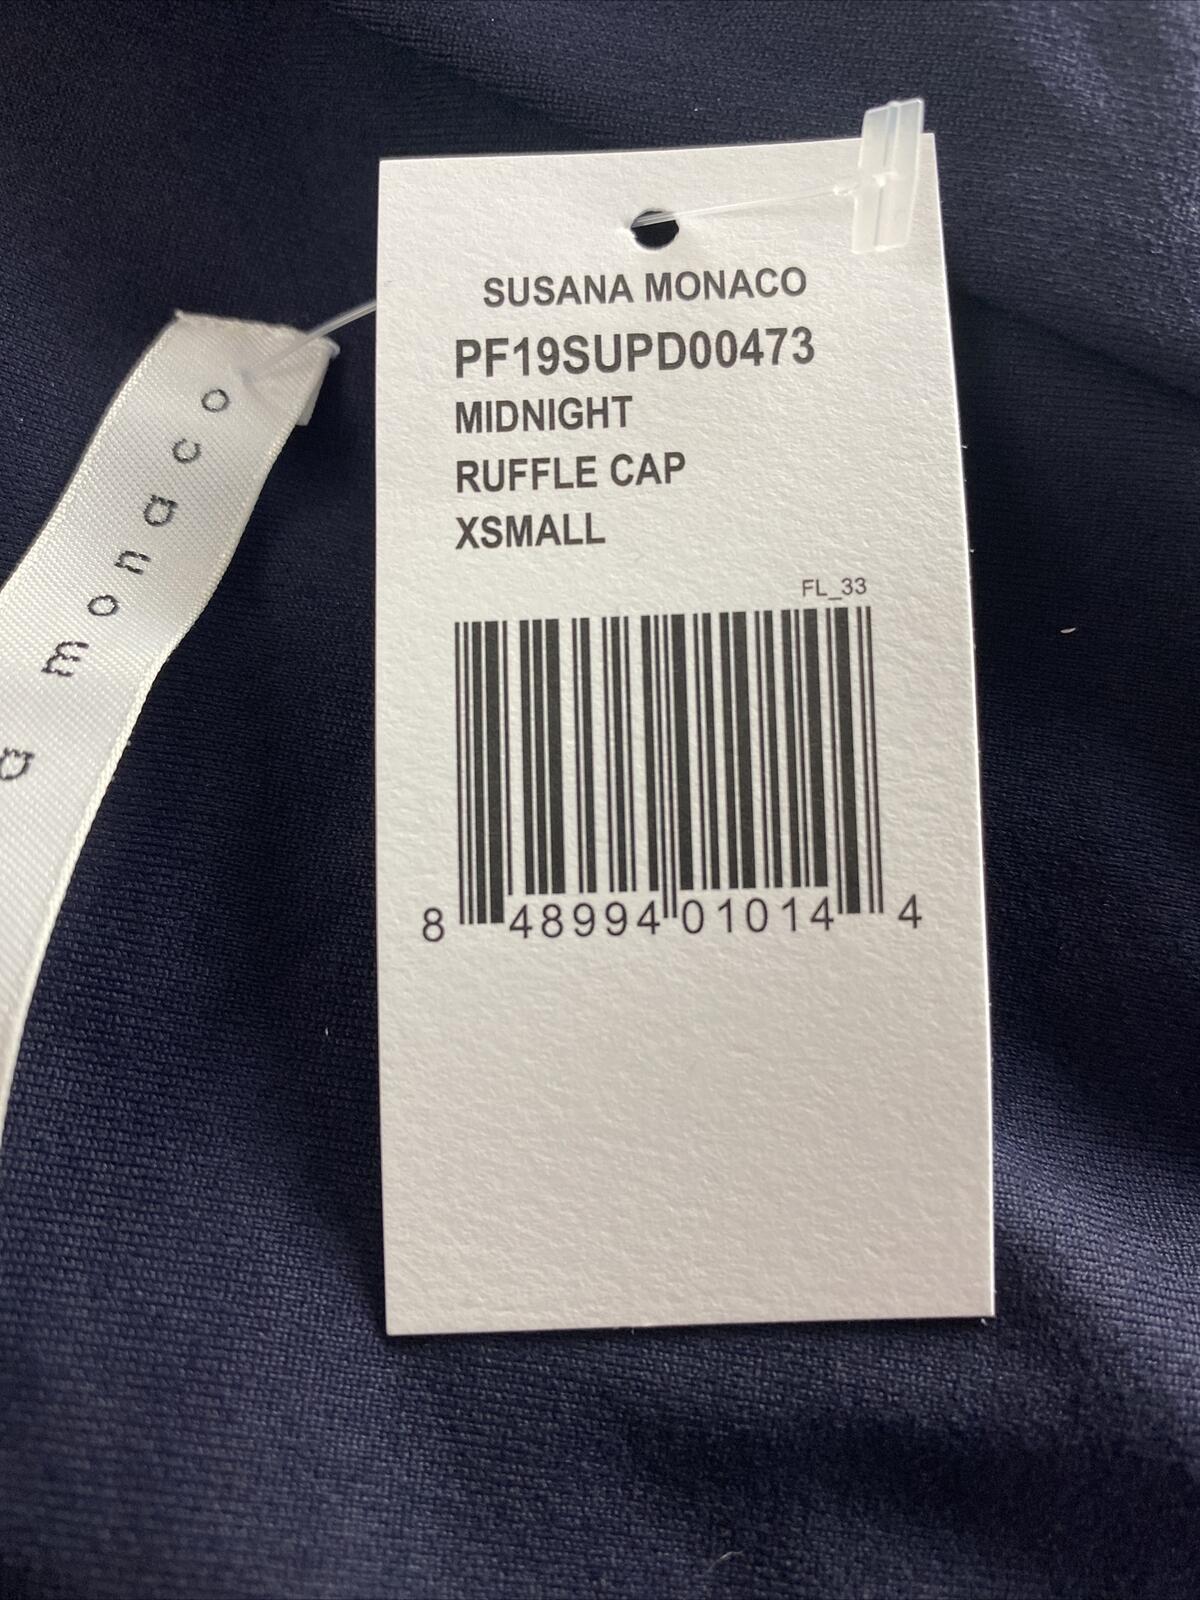 SUSANA MONACO
PF19SUPD00473
MIDNIGHT
RUFFLE CAP
XSMALL
FL_33
8 48994 01014 4
a monaco